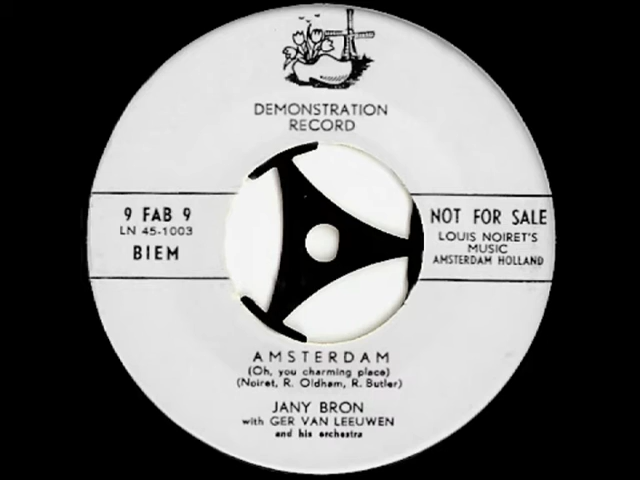 DEMONSTRATION
RECORD
9 FAB 9
LN 45-1003
BIEM
NOT FOR SALE
LOUIS NOIRET'S
MUSIC
AMSTERDAM HOLLAND
AMSTERDAM
(Oh, you charming place)
(Noiret, R. Oldham, R. Butler)
JANY BRON
with GER VAN LEEUWEN
and his orchestra